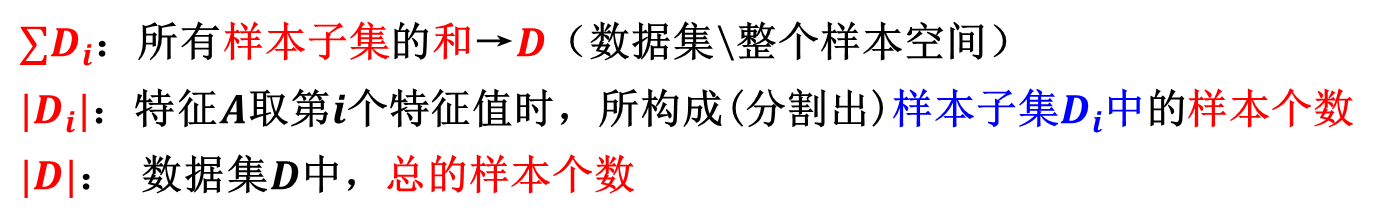 ∑Dᵢ：所有样本子集的和→D（数据集\整个样本空间）
|Dᵢ|：特征A取第i个特征值时，所构成(分割出)样本子集Dᵢ中的样本个数
|D|： 数据集D中，总的样本个数